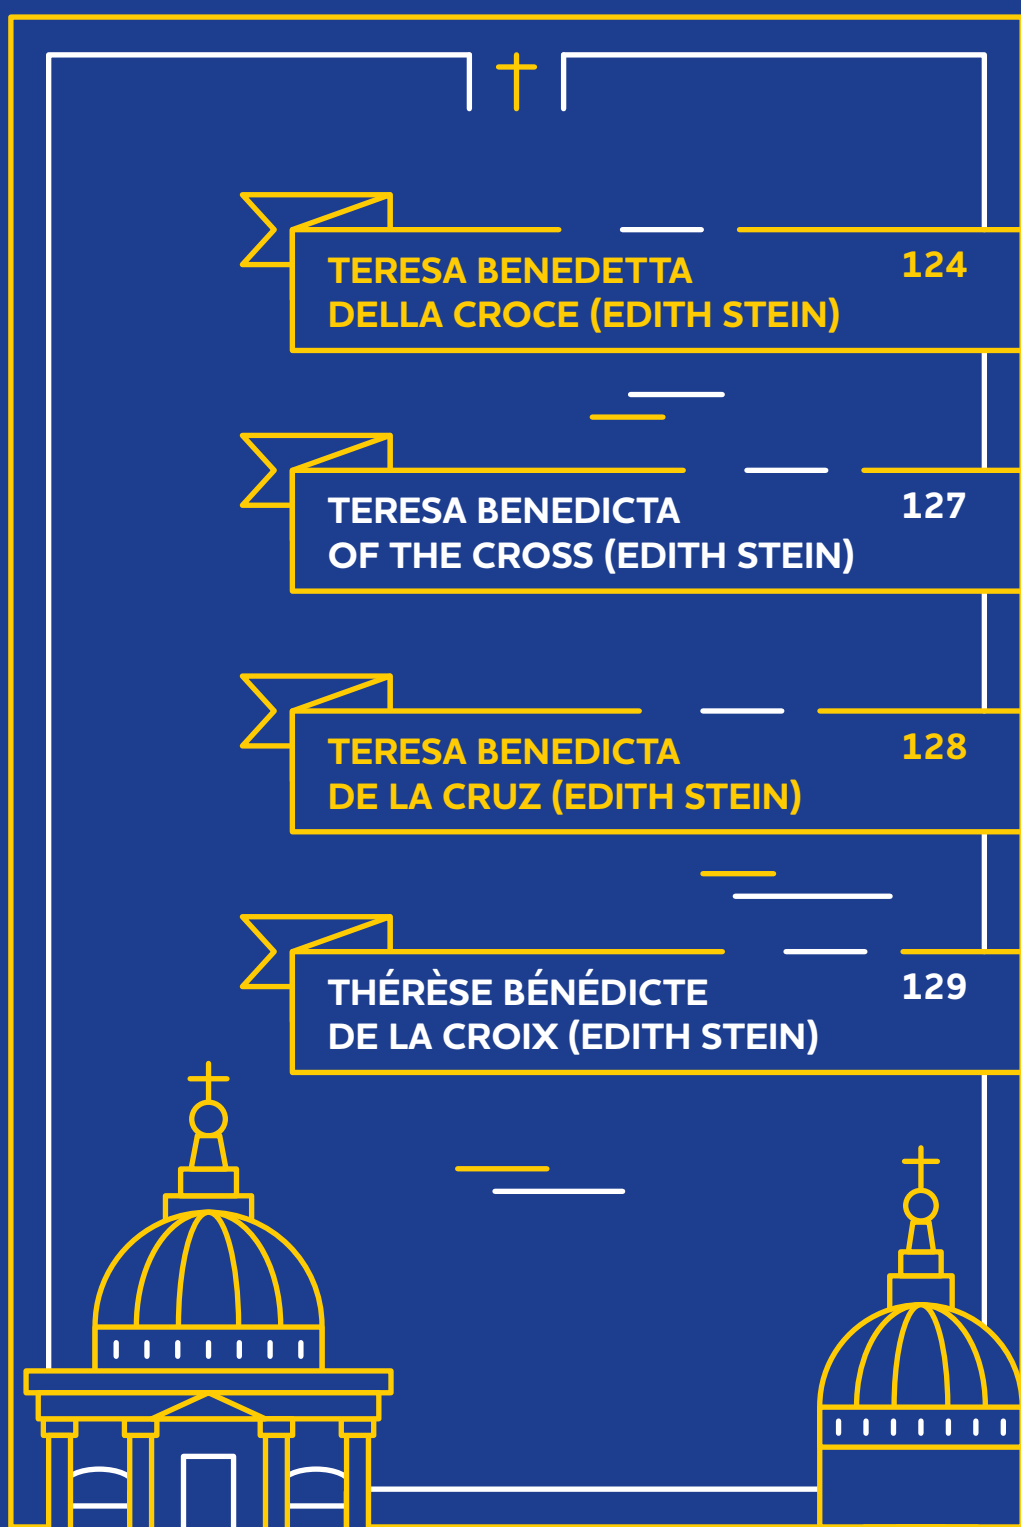 TERESA BENEDETTA 124
DELLA CROCE (EDITH STEIN)
TERESA BENEDICTA 127
OF THE CROSS (EDITH STEIN)
TERESA BENEDICTA 128
DE LA CRUZ (EDITH STEIN)
THÉRÈSE BÉNÉDICTE 129
DE LA CROIX (EDITH STEIN)